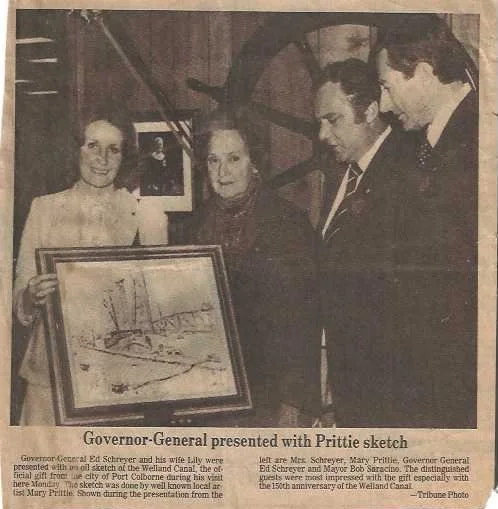 Governor-General presented with Prittie sketch
Governor-General Ed Schreyer and his wife Lily were
presented with an oil sketch of the Welland Canal, the of-
ficial gift from the city of Port Colborne during his visit
here Monday. The sketch was done by well known local ar-
tist Mary Prittie. Shown during the presentation from the
left are Mrs. Schreyer, Mary Prittie, Governor-General
Ed Schreyer and Mayor Bob Saracino. The distinguished
guests were most impressed with the gift especially with
the 150th anniversary of the Welland Canal.
—Tribune Photo